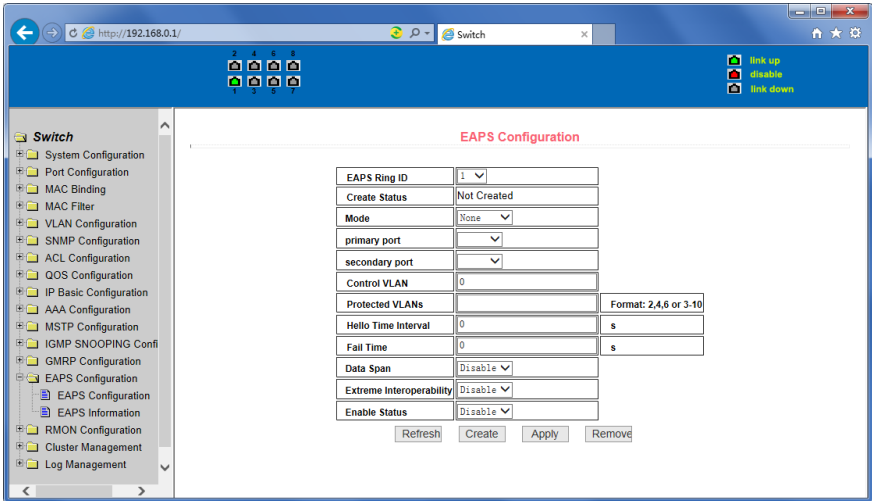 http://192.168.0.1/
Switch
2 4 6 8
1 3 5 7
link up
disable
link down
Switch
System Configuration
Port Configuration
MAC Binding
MAC Filter
VLAN Configuration
SNMP Configuration
ACL Configuration
QOS Configuration
IP Basic Configuration
AAA Configuration
MSTP Configuration
IGMP SNOOPING Confi
GMRP Configuration
EAPS Configuration
EAPS Configuration
EAPS Information
RMON Configuration
Cluster Management
Log Management
EAPS Configuration
EAPS Ring ID 1
Create Status Not Created
Mode None
primary port
secondary port
Control VLAN 0
Protected VLANs Format: 2,4,6 or 3-10
Hello Time Interval 0 s
Fail Time 0 s
Data Span Disable
Extreme Interoperability Disable
Enable Status Disable
Refresh Create Apply Remove